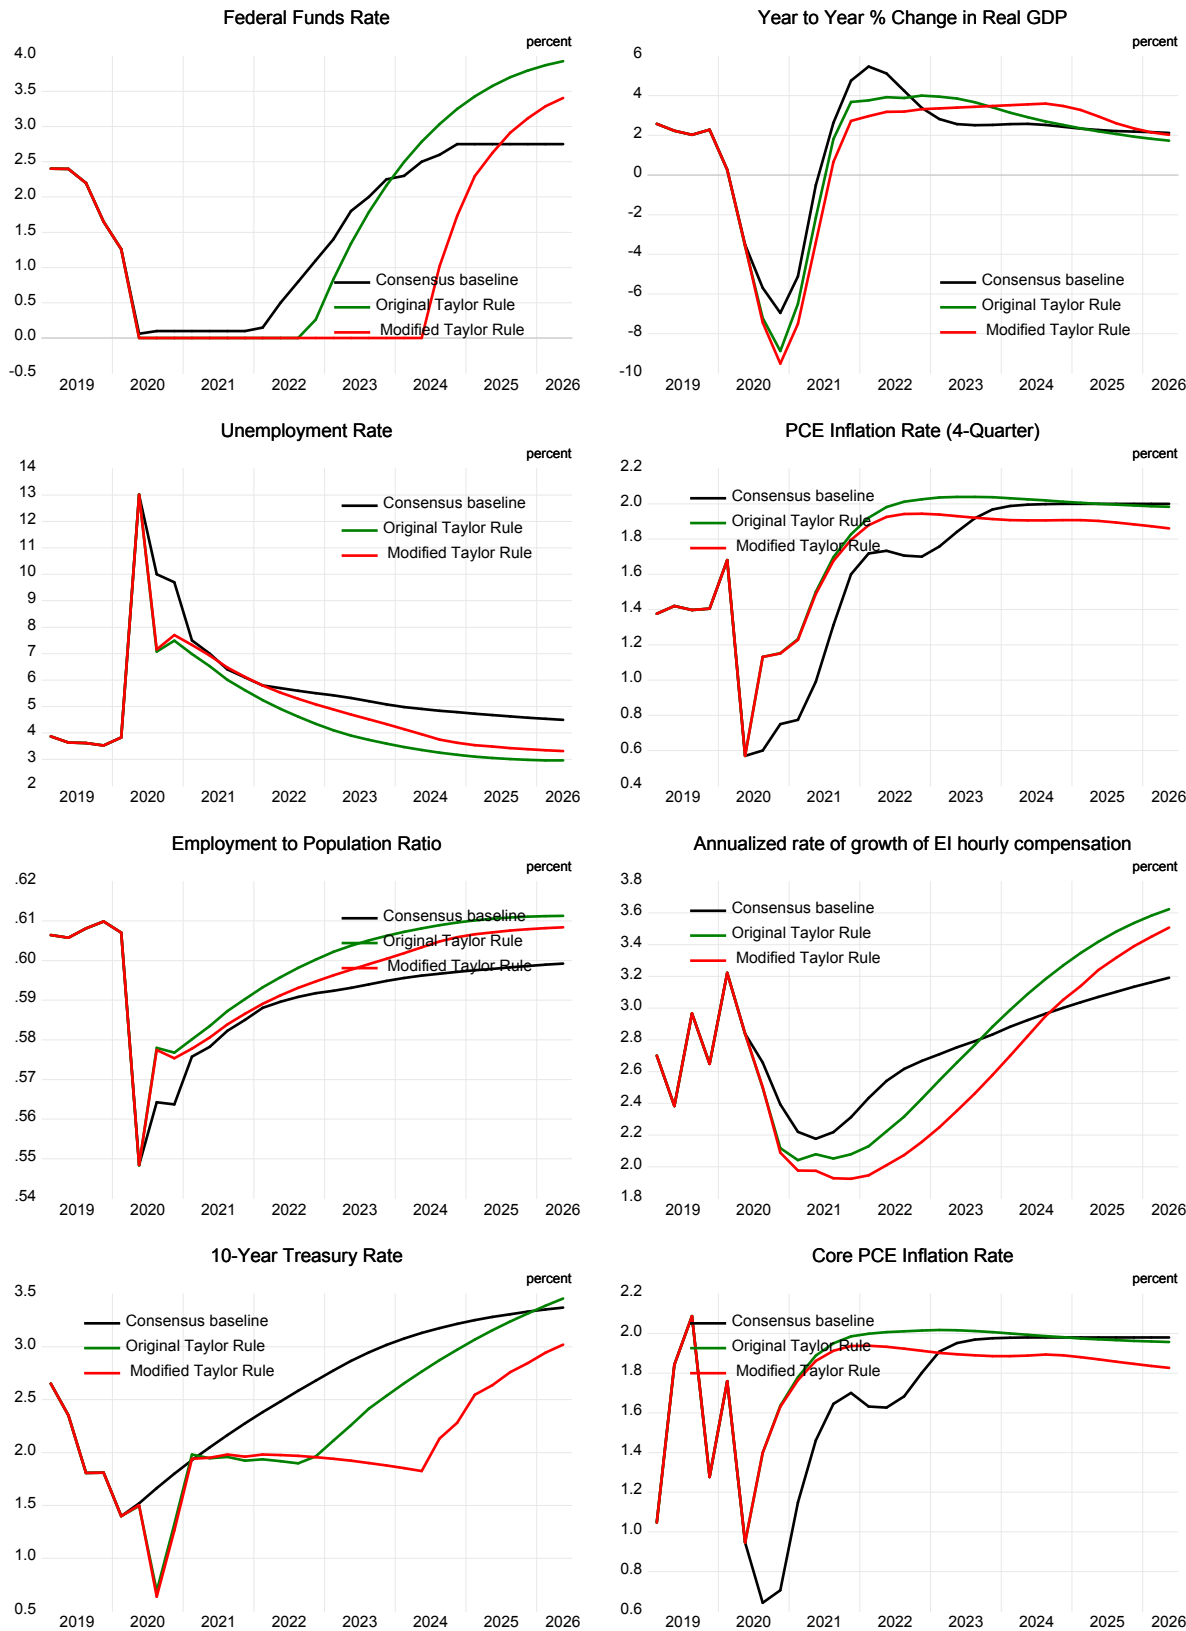 Federal Funds Rate
percent
4.0
3.5
3.0
2.5
2.0
1.5
1.0
0.5
0.0
-0.5
Consensus baseline
Original Taylor Rule
Modified Taylor Rule
2019 2020 2021 2022 2023 2024 2025 2026
Year to Year % Change in Real GDP
percent
6
4
2
0
-2
-4
-6
-8
-10
Consensus baseline
Original Taylor Rule
Modified Taylor Rule
2019 2020 2021 2022 2023 2024 2025 2026
Unemployment Rate
percent
14
13
12
11
10
9
8
7
6
5
4
3
2
Consensus baseline
Original Taylor Rule
Modified Taylor Rule
2019 2020 2021 2022 2023 2024 2025 2026
PCE Inflation Rate (4-Quarter)
percent
2.2
2.0
1.8
1.6
1.4
1.2
1.0
0.8
0.6
0.4
Consensus baseline
Original Taylor Rule
Modified Taylor Rule
2019 2020 2021 2022 2023 2024 2025 2026
Employment to Population Ratio
percent
.62
.61
.60
.59
.58
.57
.56
.55
.54
Consensus baseline
Original Taylor Rule
Modified Taylor Rule
2019 2020 2021 2022 2023 2024 2025 2026
Annualized rate of growth of EI hourly compensation
percent
3.8
3.6
3.4
3.2
3.0
2.8
2.6
2.4
2.2
2.0
1.8
Consensus baseline
Original Taylor Rule
Modified Taylor Rule
2019 2020 2021 2022 2023 2024 2025 2026
10-Year Treasury Rate
percent
3.5
3.0
2.5
2.0
1.5
1.0
0.5
Consensus baseline
Original Taylor Rule
Modified Taylor Rule
2019 2020 2021 2022 2023 2024 2025 2026
Core PCE Inflation Rate
percent
2.2
2.0
1.8
1.6
1.4
1.2
1.0
0.8
0.6
Consensus baseline
Original Taylor Rule
Modified Taylor Rule
2019 2020 2021 2022 2023 2024 2025 2026